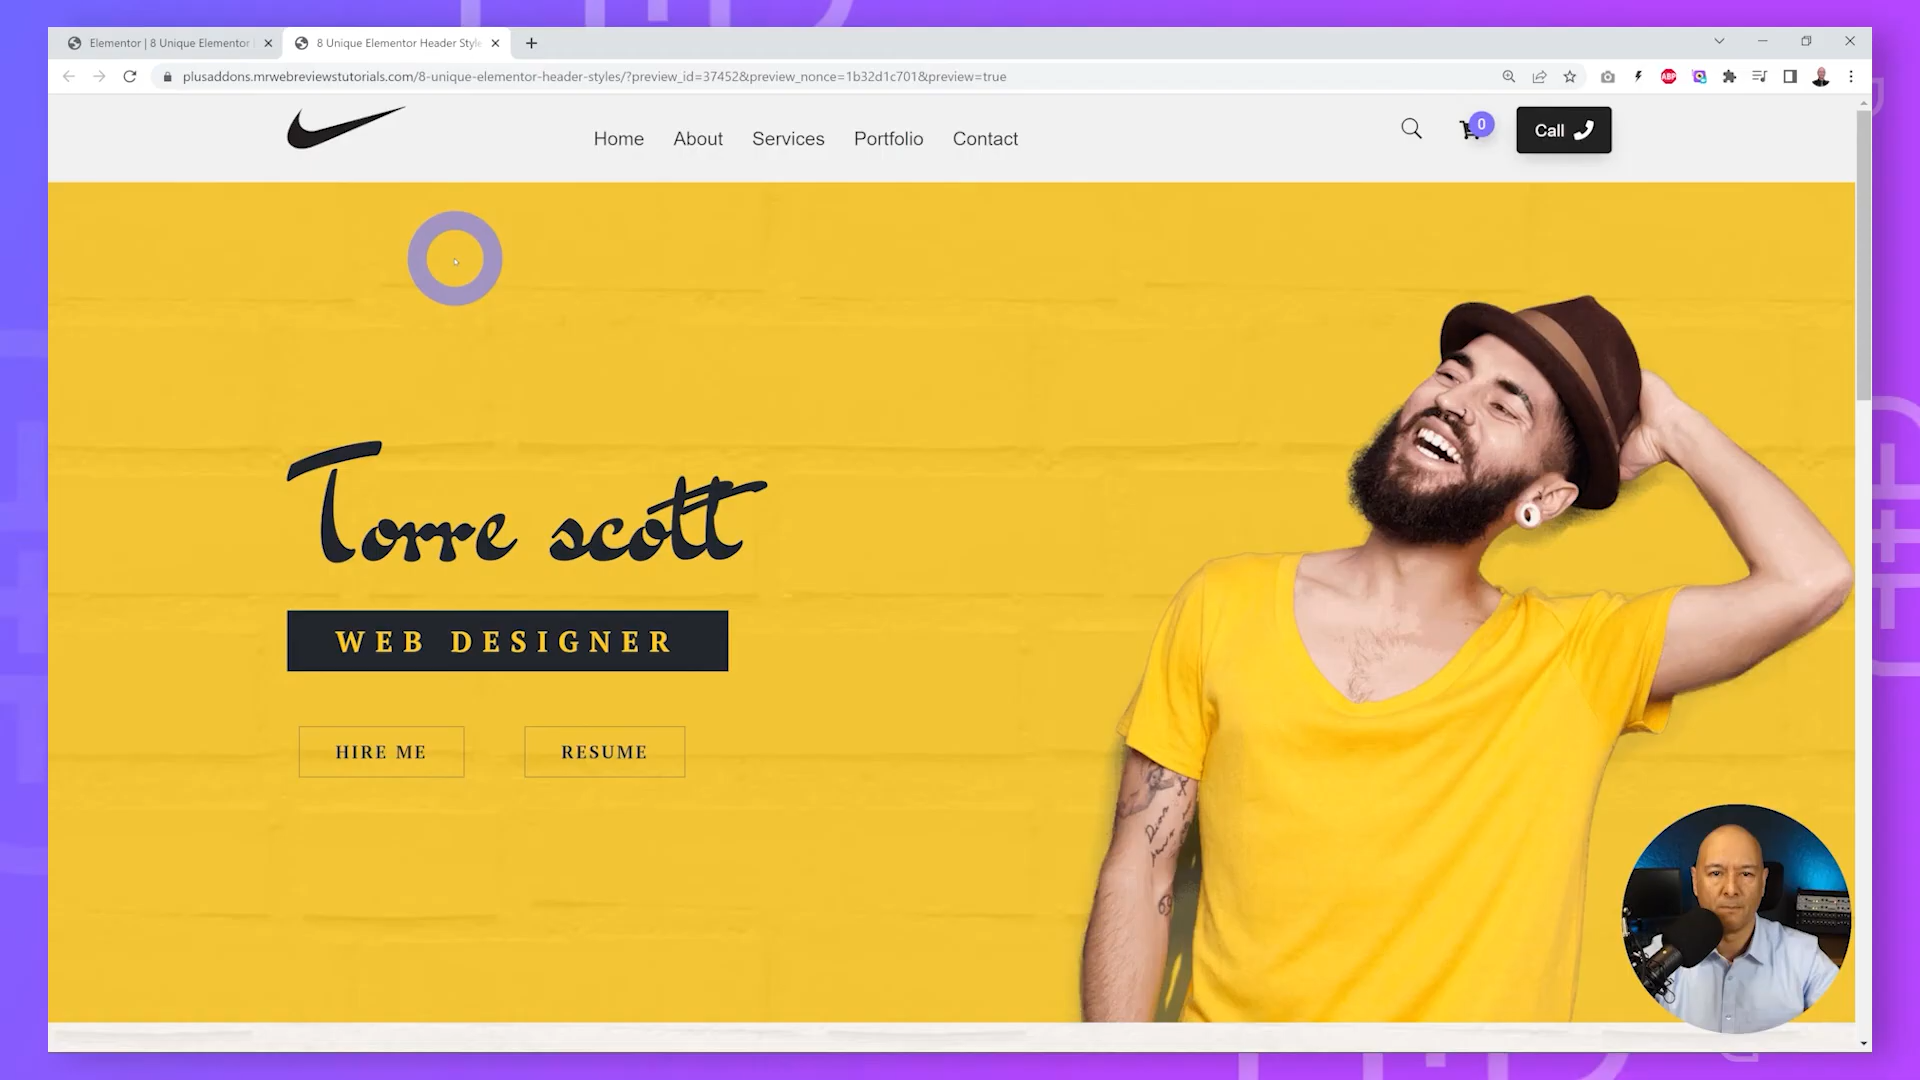 Elementor | 8 Unique Elementor
8 Unique Elementor Header Style
plusaddons.mrwebreviewstutorials.com/8-unique-elementor-header-styles/?preview_id=37452&preview_nonce=1b32d1c701&preview=true
ABP
Home About Services Portfolio Contact
0
Call
Torre scott
WEB DESIGNER
HIRE ME RESUME